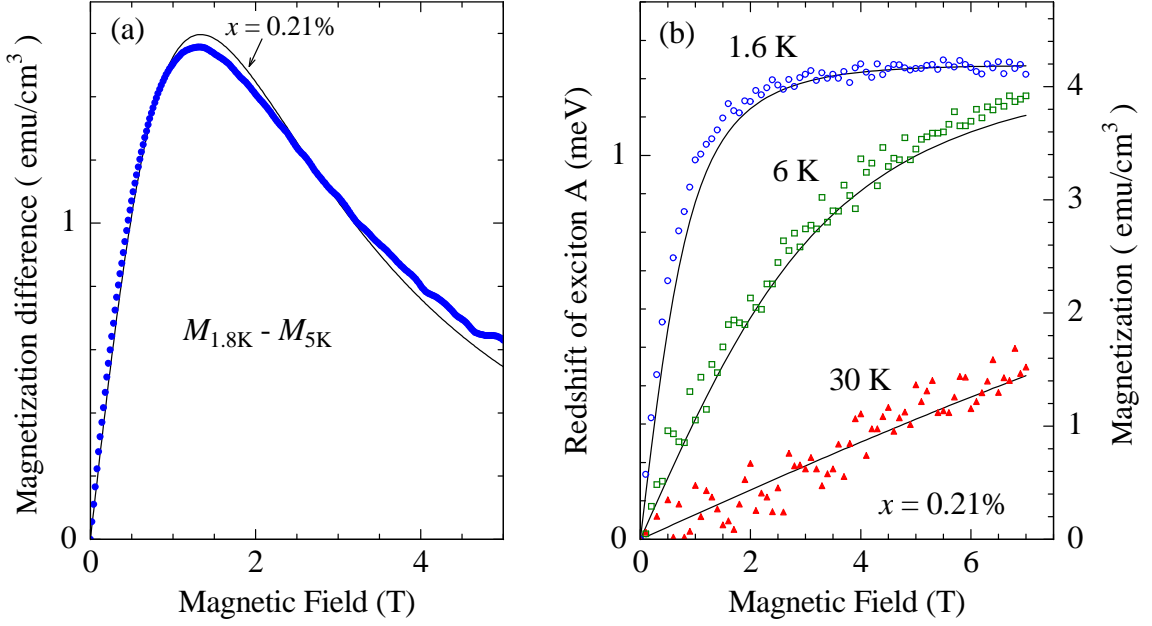 (a)
x = 0.21%
Magnetization difference ( emu/cm³ )
M₁.₈K - M₅K
1
0
0
2
4
Magnetic Field (T)
(b)
1.6 K
6 K
30 K
x = 0.21%
Redshift of exciton A (meV)
1
0
0
2
4
6
Magnetic Field (T)
4
3
2
1
0
Magnetization ( emu/cm³ )